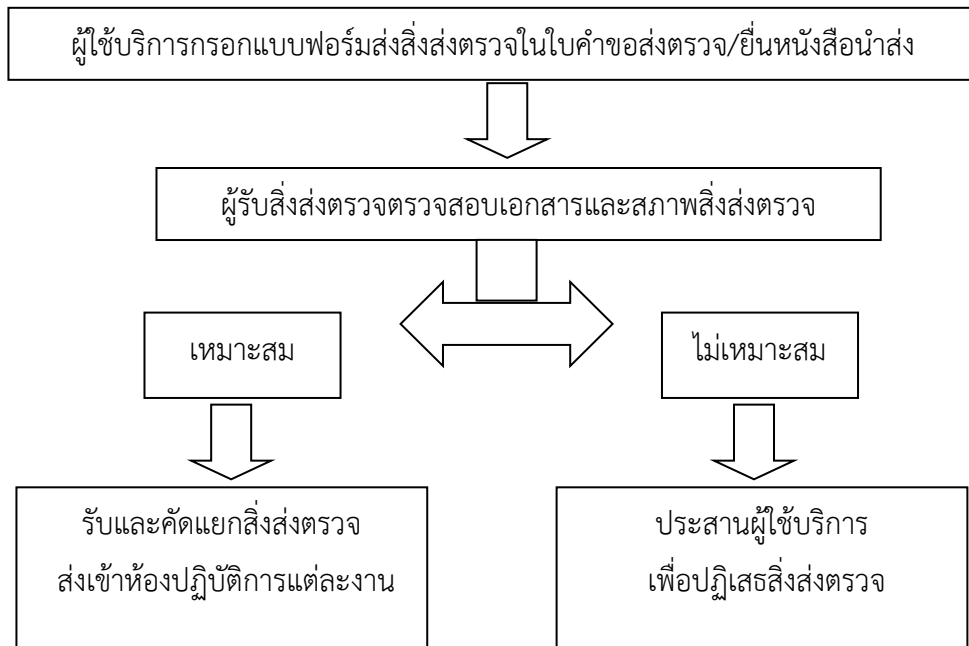 ผู้ใช้บริการกรอกแบบฟอร์มส่งสิ่งส่งตรวจในใบคำขอส่งตรวจ/ยื่นหนังสือนำส่ง
ผู้รับสิ่งส่งตรวจตรวจสอบเอกสารและสภาพสิ่งส่งตรวจ
เหมาะสม
ไม่เหมาะสม
รับและคัดแยกสิ่งส่งตรวจ
ส่งเข้าห้องปฏิบัติการแต่ละงาน
ประสานผู้ใช้บริการ
เพื่อปฏิเสธสิ่งส่งตรวจ